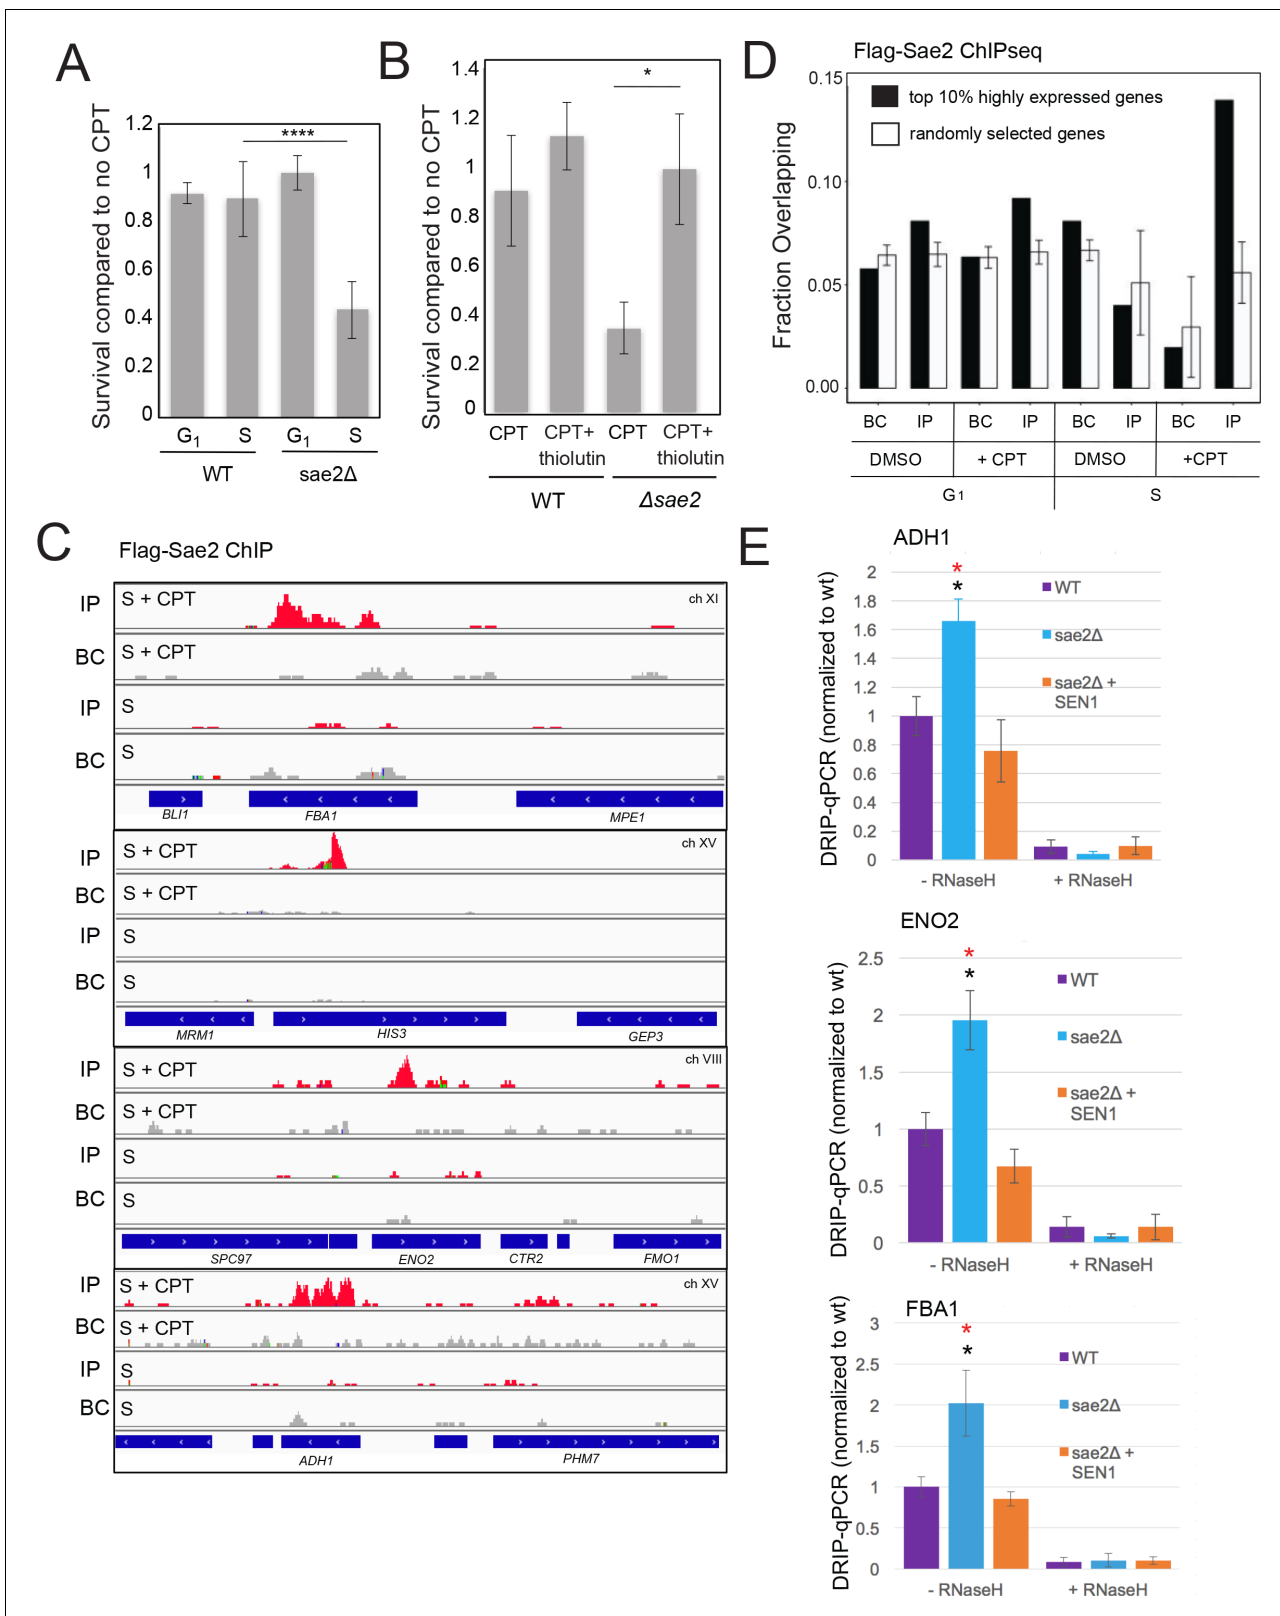 A
Survival compared to no CPT
1.2
1
0.8
0.6
0.4
0.2
0
****
G1 S G1 S
WT sae2Δ
B
Survival compared to no CPT
1.4
1.2
1
0.8
0.6
0.4
0.2
0
*
CPT CPT+ CPT CPT+
thiolutin thiolutin
WT Δsae2
D
Flag-Sae2 ChIPseq
Fraction Overlapping
0.15
0.10
0.05
0.00
top 10% highly expressed genes
randomly selected genes
BC IP BC IP BC IP BC IP
DMSO + CPT DMSO +CPT
G1 S
C
Flag-Sae2 ChIP
IP S + CPT ch XI
BC S + CPT
IP S
BC S
BLI1 FBA1 MPE1
IP S + CPT ch XV
BC S + CPT
IP S
BC S
MRM1 HIS3 GEP3
IP S + CPT ch VIII
BC S + CPT
IP S
BC S
SPC97 ENO2 CTR2 FMO1
IP S + CPT ch XV
BC S + CPT
IP S
BC S
ADH1 PHM7
E
ADH1
DRIP-qPCR (normalized to wt)
2
1.8
1.6
1.4
1.2
1
0.8
0.6
0.4
0.2
0
*
*
WT
sae2Δ
sae2Δ +
SEN1
- RNaseH + RNaseH
ENO2
DRIP-qPCR (normalized to wt)
2.5
2
1.5
1
0.5
0
*
*
WT
sae2Δ
sae2Δ +
SEN1
- RNaseH + RNaseH
FBA1
DRIP-qPCR (normalized to wt)
3
2.5
2
1.5
1
0.5
0
*
*
WT
sae2Δ
sae2Δ +
SEN1
- RNaseH + RNaseH